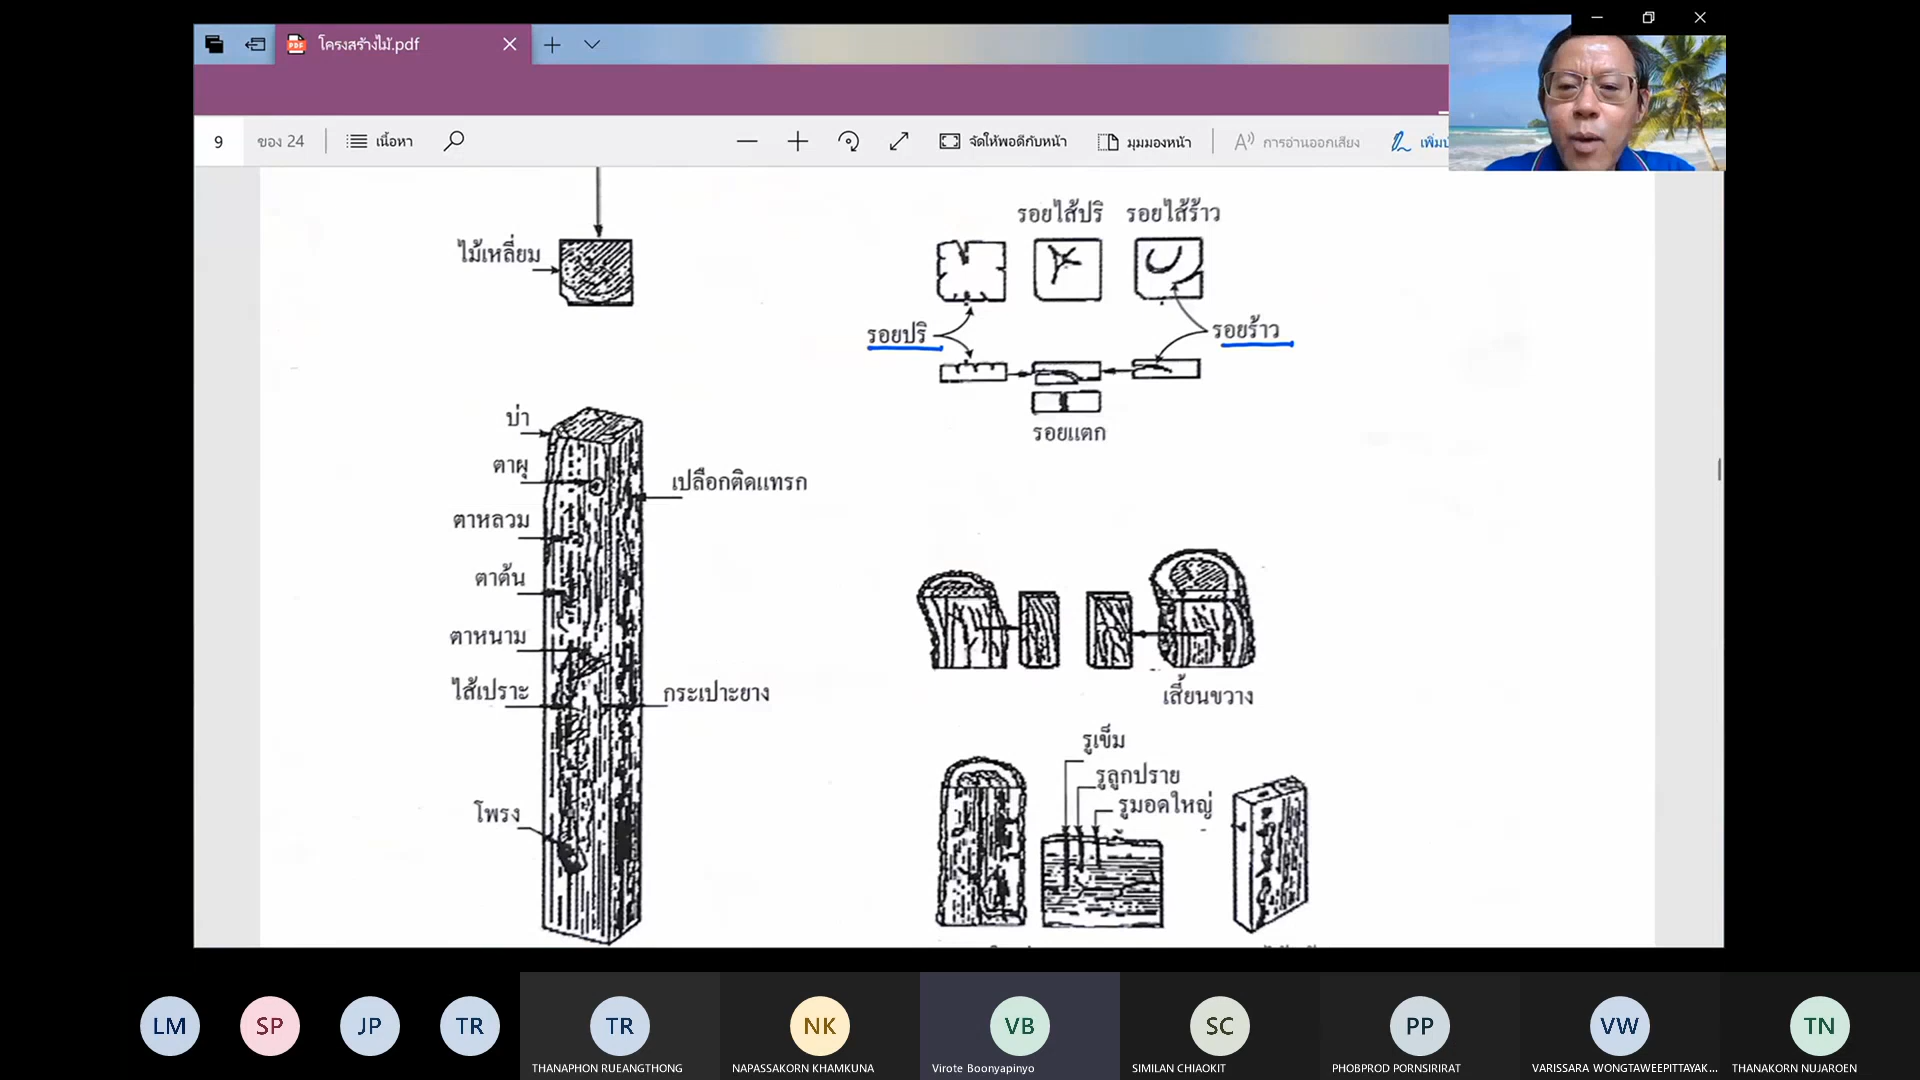 โครงสร้างไม้.pdf
9 ของ 24 เนื้อหา จัดให้พอดีกับหน้า มุมมองหน้า การอ่านออกเสียง
รอยไส้ปริ รอยไส้ร้าว
ไม้เหลี่ยม
รอยปริ
รอยร้าว
รอยแตก
บ่า
ตาผุ
เปลือกติดแทรก
ตาหลวม
ตาต้น
ตาหนาม
ไส้เปราะ
กระเปาะยาง
โพรง
เสี้ยนขวาง
รูเข็ม
รูลูกปราย
รูมอดใหญ่
LM SP JP TR TR NK VB SC PP VW TN
THANAPHON RUEANGTHONG NAPASSAKORN KHAMKUNA Virote Boonyapinyo SIMILAN CHIAOKIT PHOBPROD PORNSIRIRAT VARISSARA WONGTAWEEPITTAYAK... THANAKORN NUJAROEN